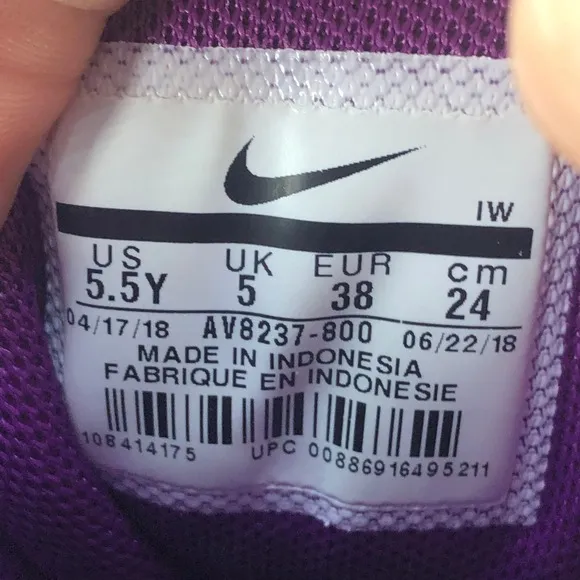 IW
US UK EUR cm
5.5Y 5 38 24
04/17/18 AV8237-800 06/22/18
MADE IN INDONESIA
FABRIQUE EN INDONESIE
108414175 UPC 00886916495211